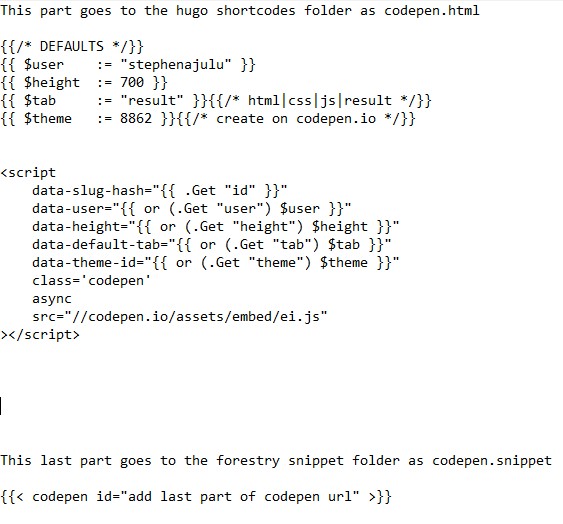 This part goes to the hugo shortcodes folder as codepen.html
{{/* DEFAULTS */}}
{{ $user    := "stephenajulu" }}
{{ $height  := 700 }}
{{ $tab     := "result" }}{{/* html|css|js|result */}}
{{ $theme   := 8862 }}{{/* create on codepen.io */}}
<script
    data-slug-hash="{{ .Get "id" }}"
    data-user="{{ or (.Get "user") $user }}"
    data-height="{{ or (.Get "height") $height }}"
    data-default-tab="{{ or (.Get "tab") $tab }}"
    data-theme-id="{{ or (.Get "theme") $theme }}"
    class='codepen'
    async
    src="//codepen.io/assets/embed/ei.js"
></script>
This last part goes to the forestry snippet folder as codepen.snippet
{{< codepen id="add last part of codepen url" >}}